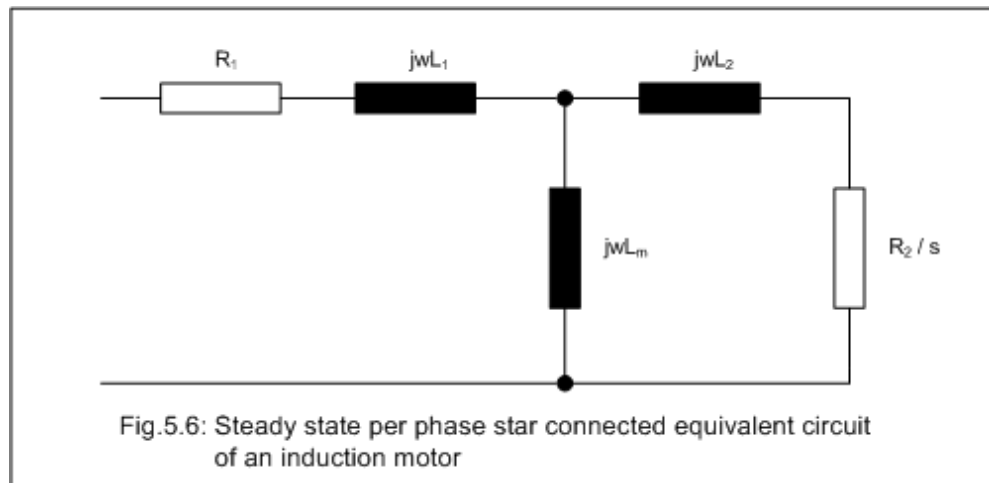 R₁
jwL₁
jwL₂
jwLₘ
R₂ / s
Fig.5.6: Steady state per phase star connected equivalent circuit
of an induction motor